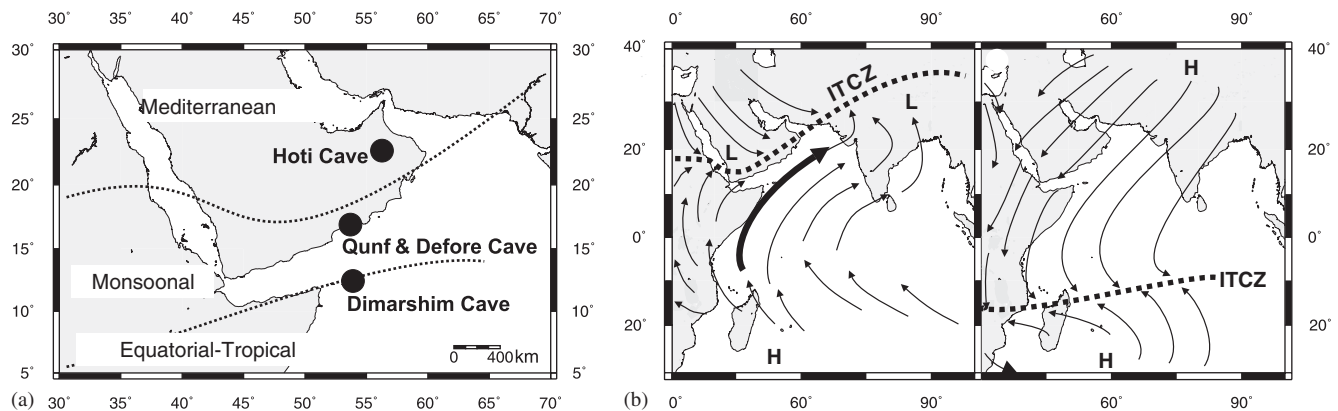 30° 35° 40° 45° 50° 55° 60° 65° 70°
30° 30°
Mediterranean
25° 25°
Hoti Cave
20° 20°
Qunf & Defore Cave
15° 15°
Monsoonal
Dimarshim Cave
10° 10°
Equatorial-Tropical
0 400 km
5° 5°
(a) 30° 35° 40° 45° 50° 55° 60° 65° 70°
0° 60° 90° 60° 90°
40° 40°
ITCZ
H
L
20° 20°
L
0° 0°
ITCZ
20° 20°
H
H
(b) 0° 60° 90° 60° 90°